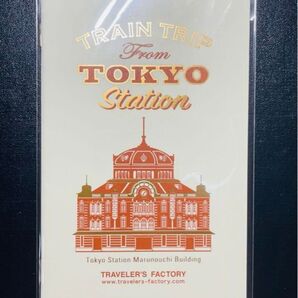 TRAIN TRIP
From
TOKYO
Station
Tokyo Station Marunouchi Building
TRAVELER'S FACTORY
www.travelers-factory.com